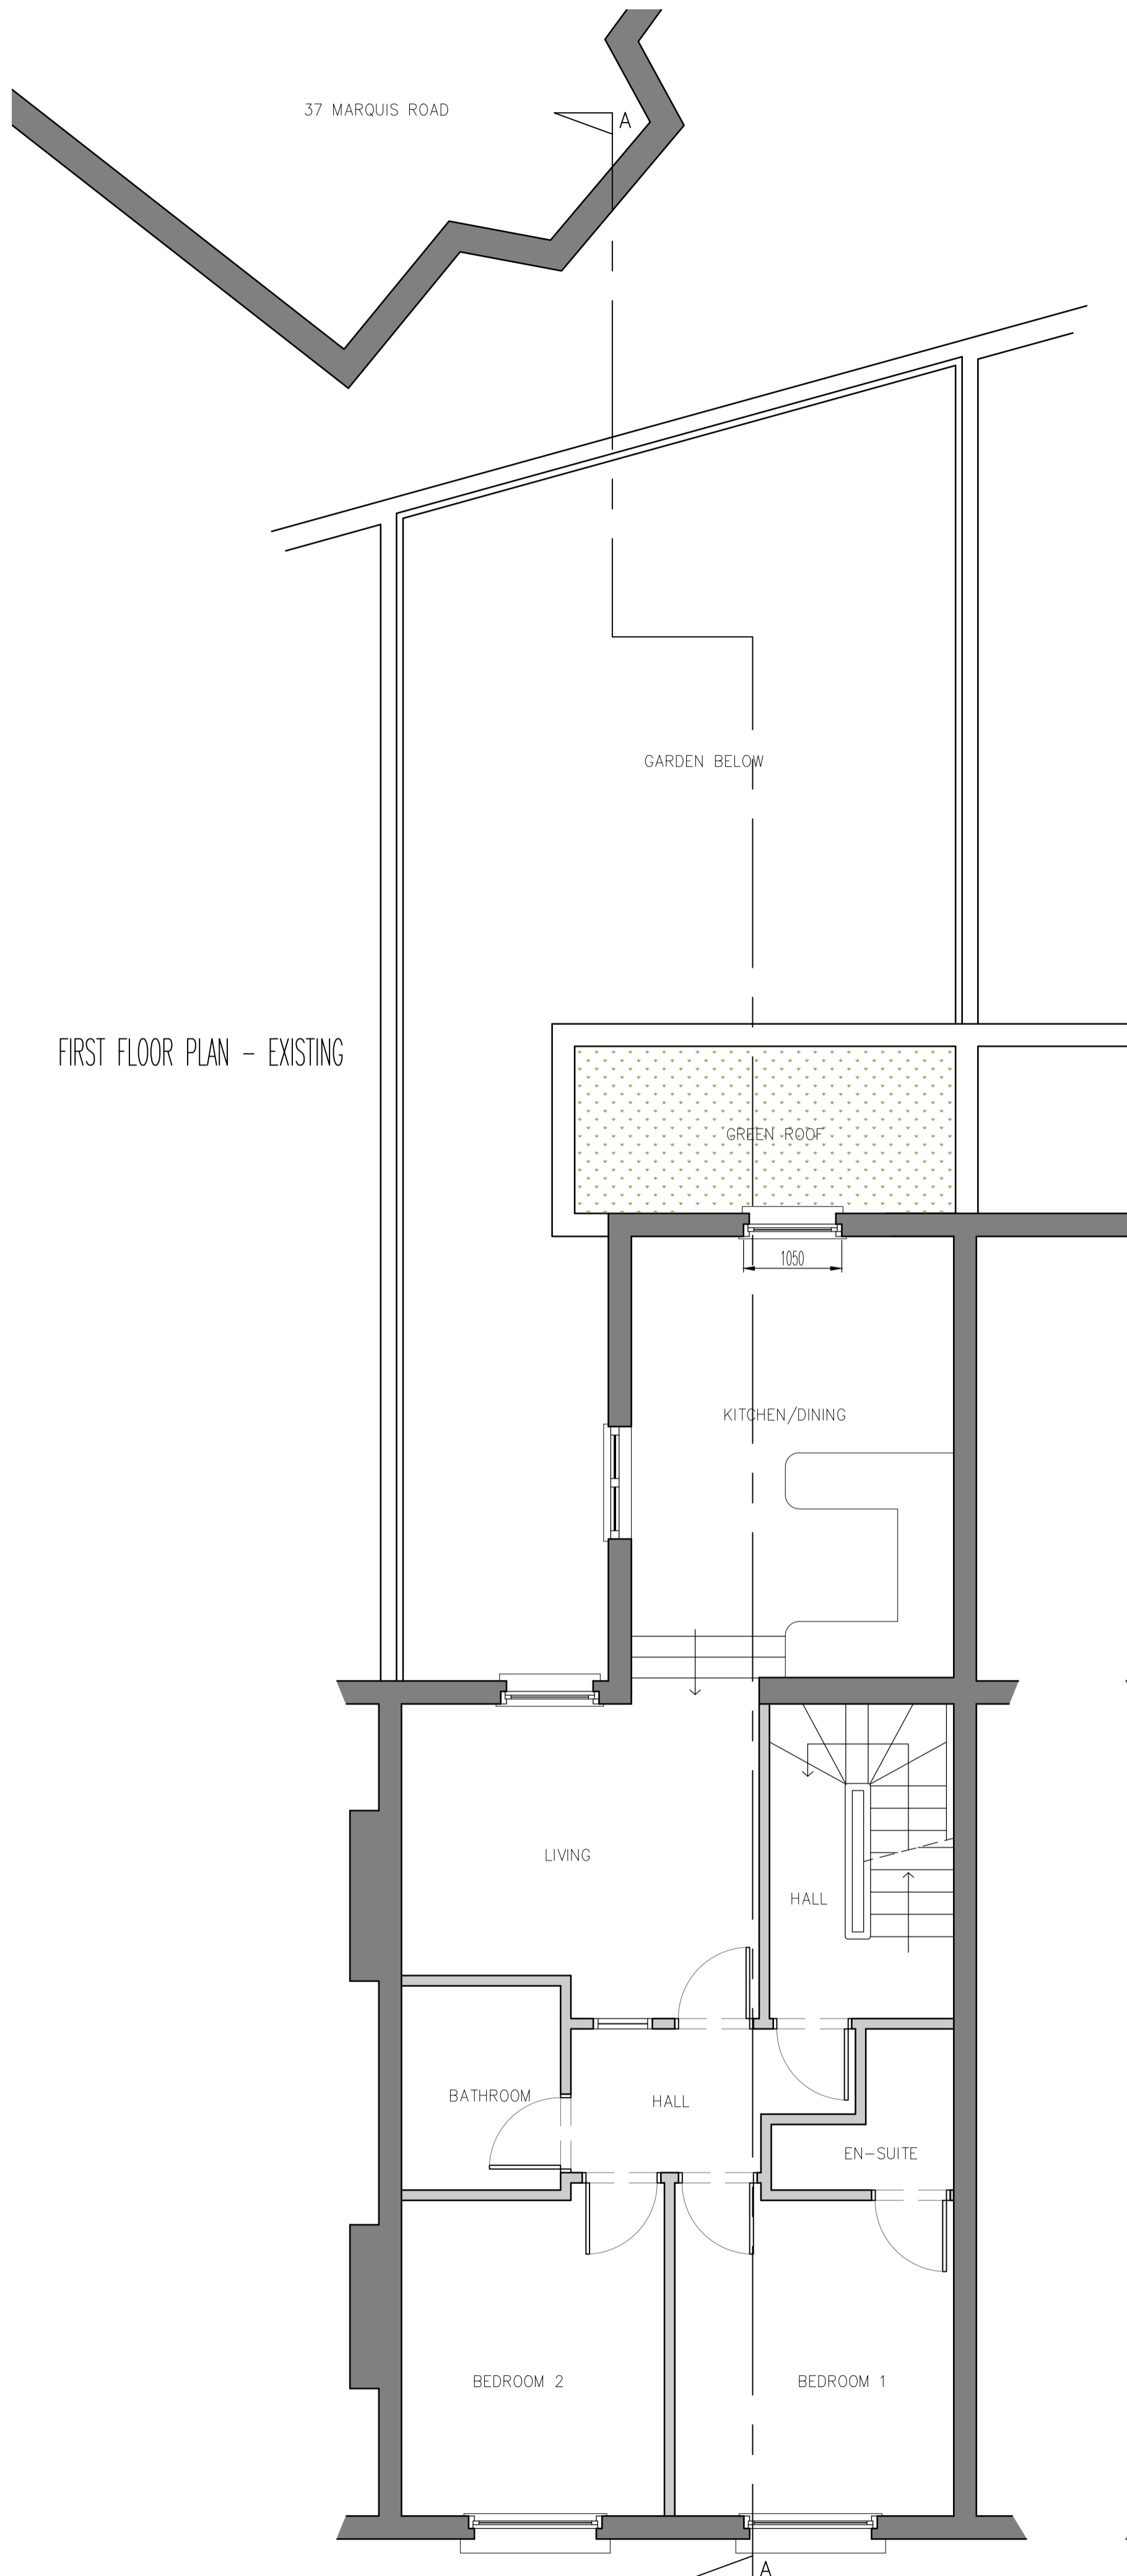 37 MARQUIS ROAD
A
GARDEN BELOW
FIRST FLOOR PLAN - EXISTING
GREEN ROOF
1050
KITCHEN/DINING
LIVING
HALL
BATHROOM
HALL
EN-SUITE
BEDROOM 2
BEDROOM 1
A